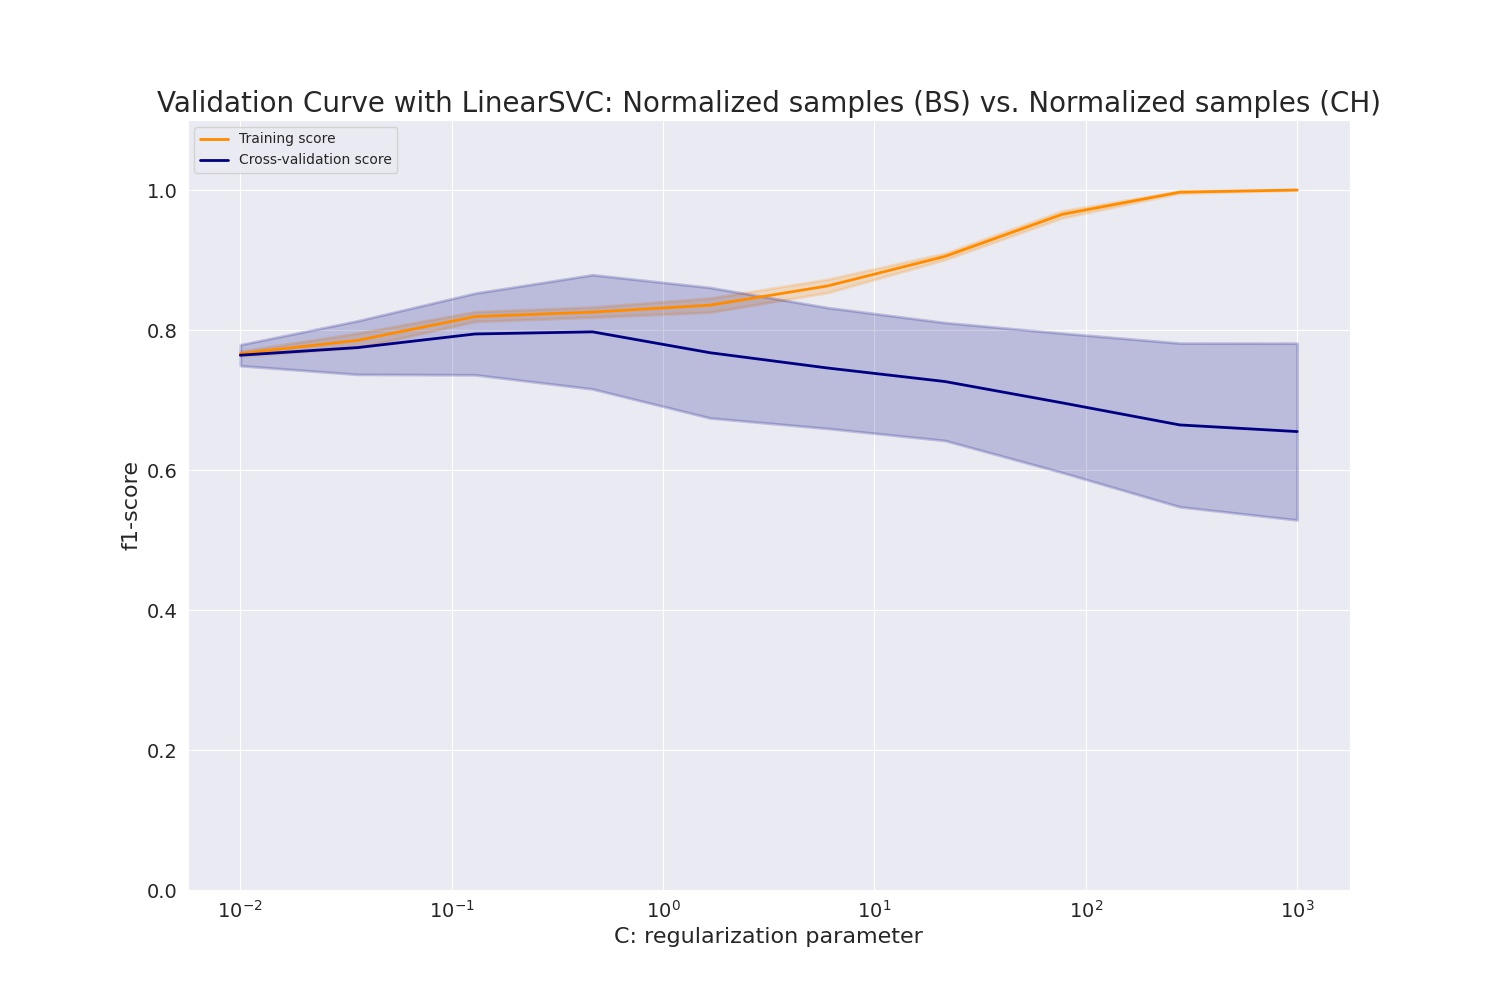 Validation Curve with LinearSVC: Normalized samples (BS) vs. Normalized samples (CH)
Training score
Cross-validation score
1.0
0.8
0.6
0.4
0.2
0.0
f1-score
10⁻² 10⁻¹ 10⁰ 10¹ 10² 10³
C: regularization parameter